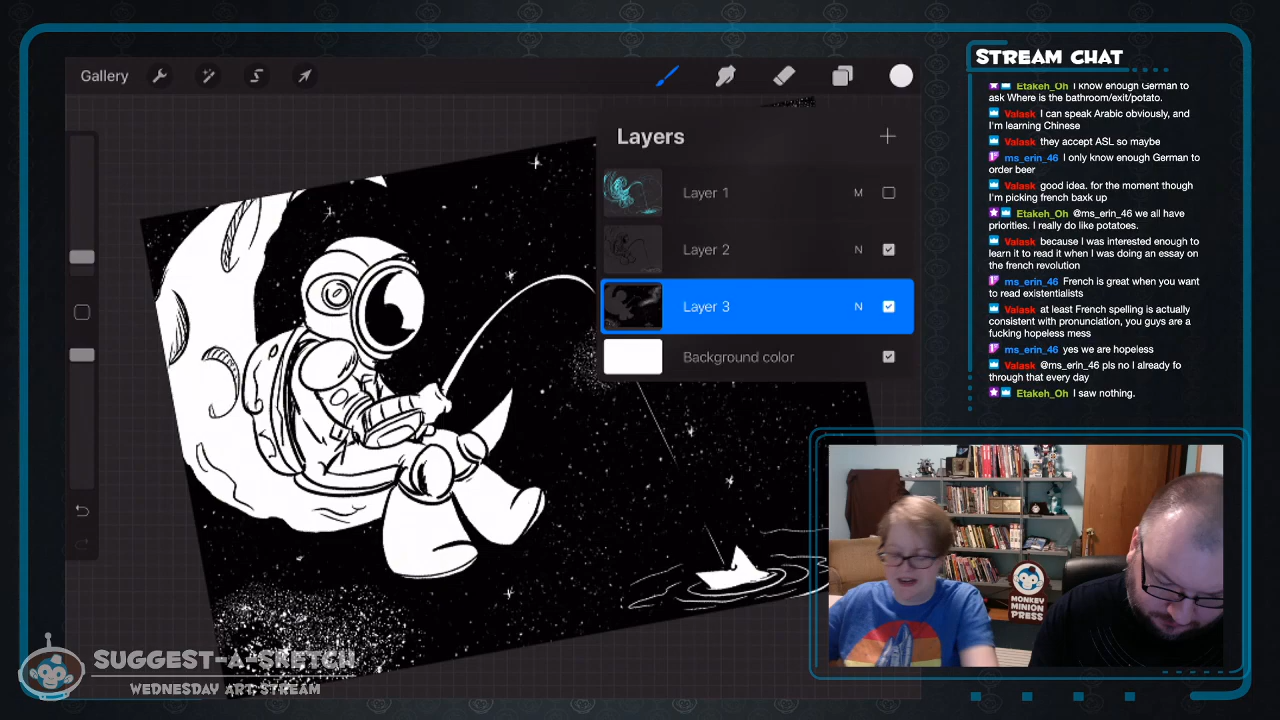 Gallery
Layers
Layer 1
M
Layer 2
N
Layer 3
N
Background color
STREAM CHAT
Etakeh_Oh I know enough German to
ask Where is the bathroom/exit/potato.
Valask I can speak Arabic obviously, and
I'm learning Chinese
Valask they accept ASL so maybe
ms_erin_46 I only know enough German to
order beer
Valask good idea. for the moment though
I'm picking french baxk up
Etakeh_Oh @ms_erin_46 we all have
priorities. I really do like potatoes.
Valask because I was interested enough to
learn it to read it when I was doing an essay on
the french revolution
ms_erin_46 French is great when you want
to read existentialists
Valask at least French spelling is actually
consistent with pronunciation, you guys are a
fucking hopeless mess
ms_erin_46 yes we are hopeless
Valask @ms_erin_46 pls no I already fo
through that every day
Etakeh_Oh I saw nothing.
MONKEY
MINION
PRESS
SUGGEST-A-SKETCH
WEDNESDAY ART STREAM